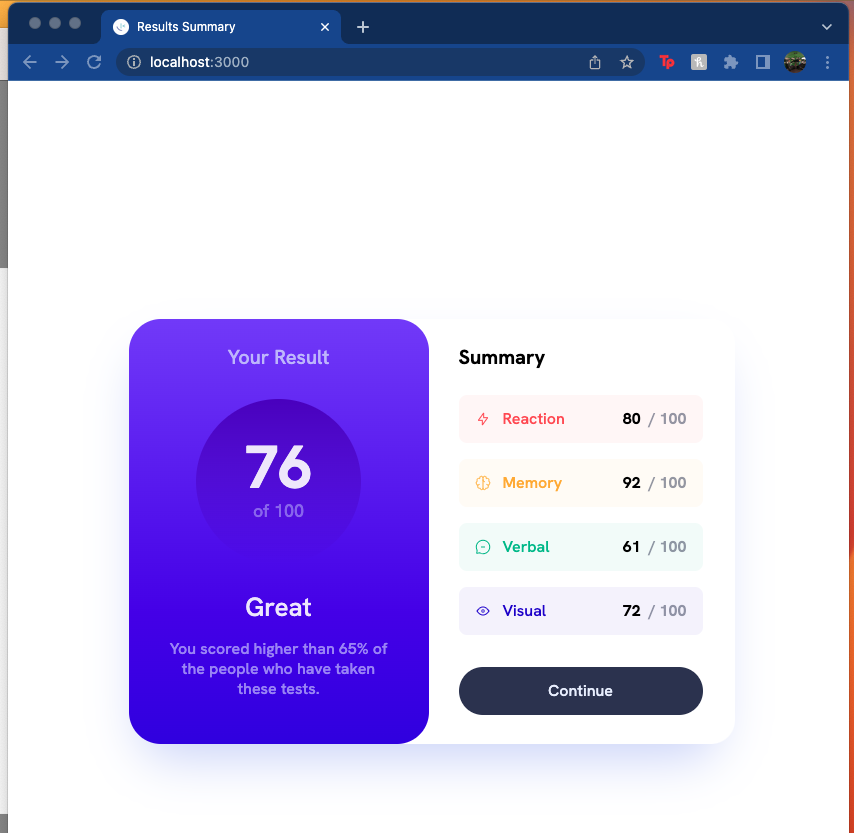 Results Summary
localhost:3000
Tp
Your Result
76
of 100
Great
You scored higher than 65% of
the people who have taken
these tests.
Summary
Reaction 80 / 100
Memory 92 / 100
Verbal 61 / 100
Visual 72 / 100
Continue